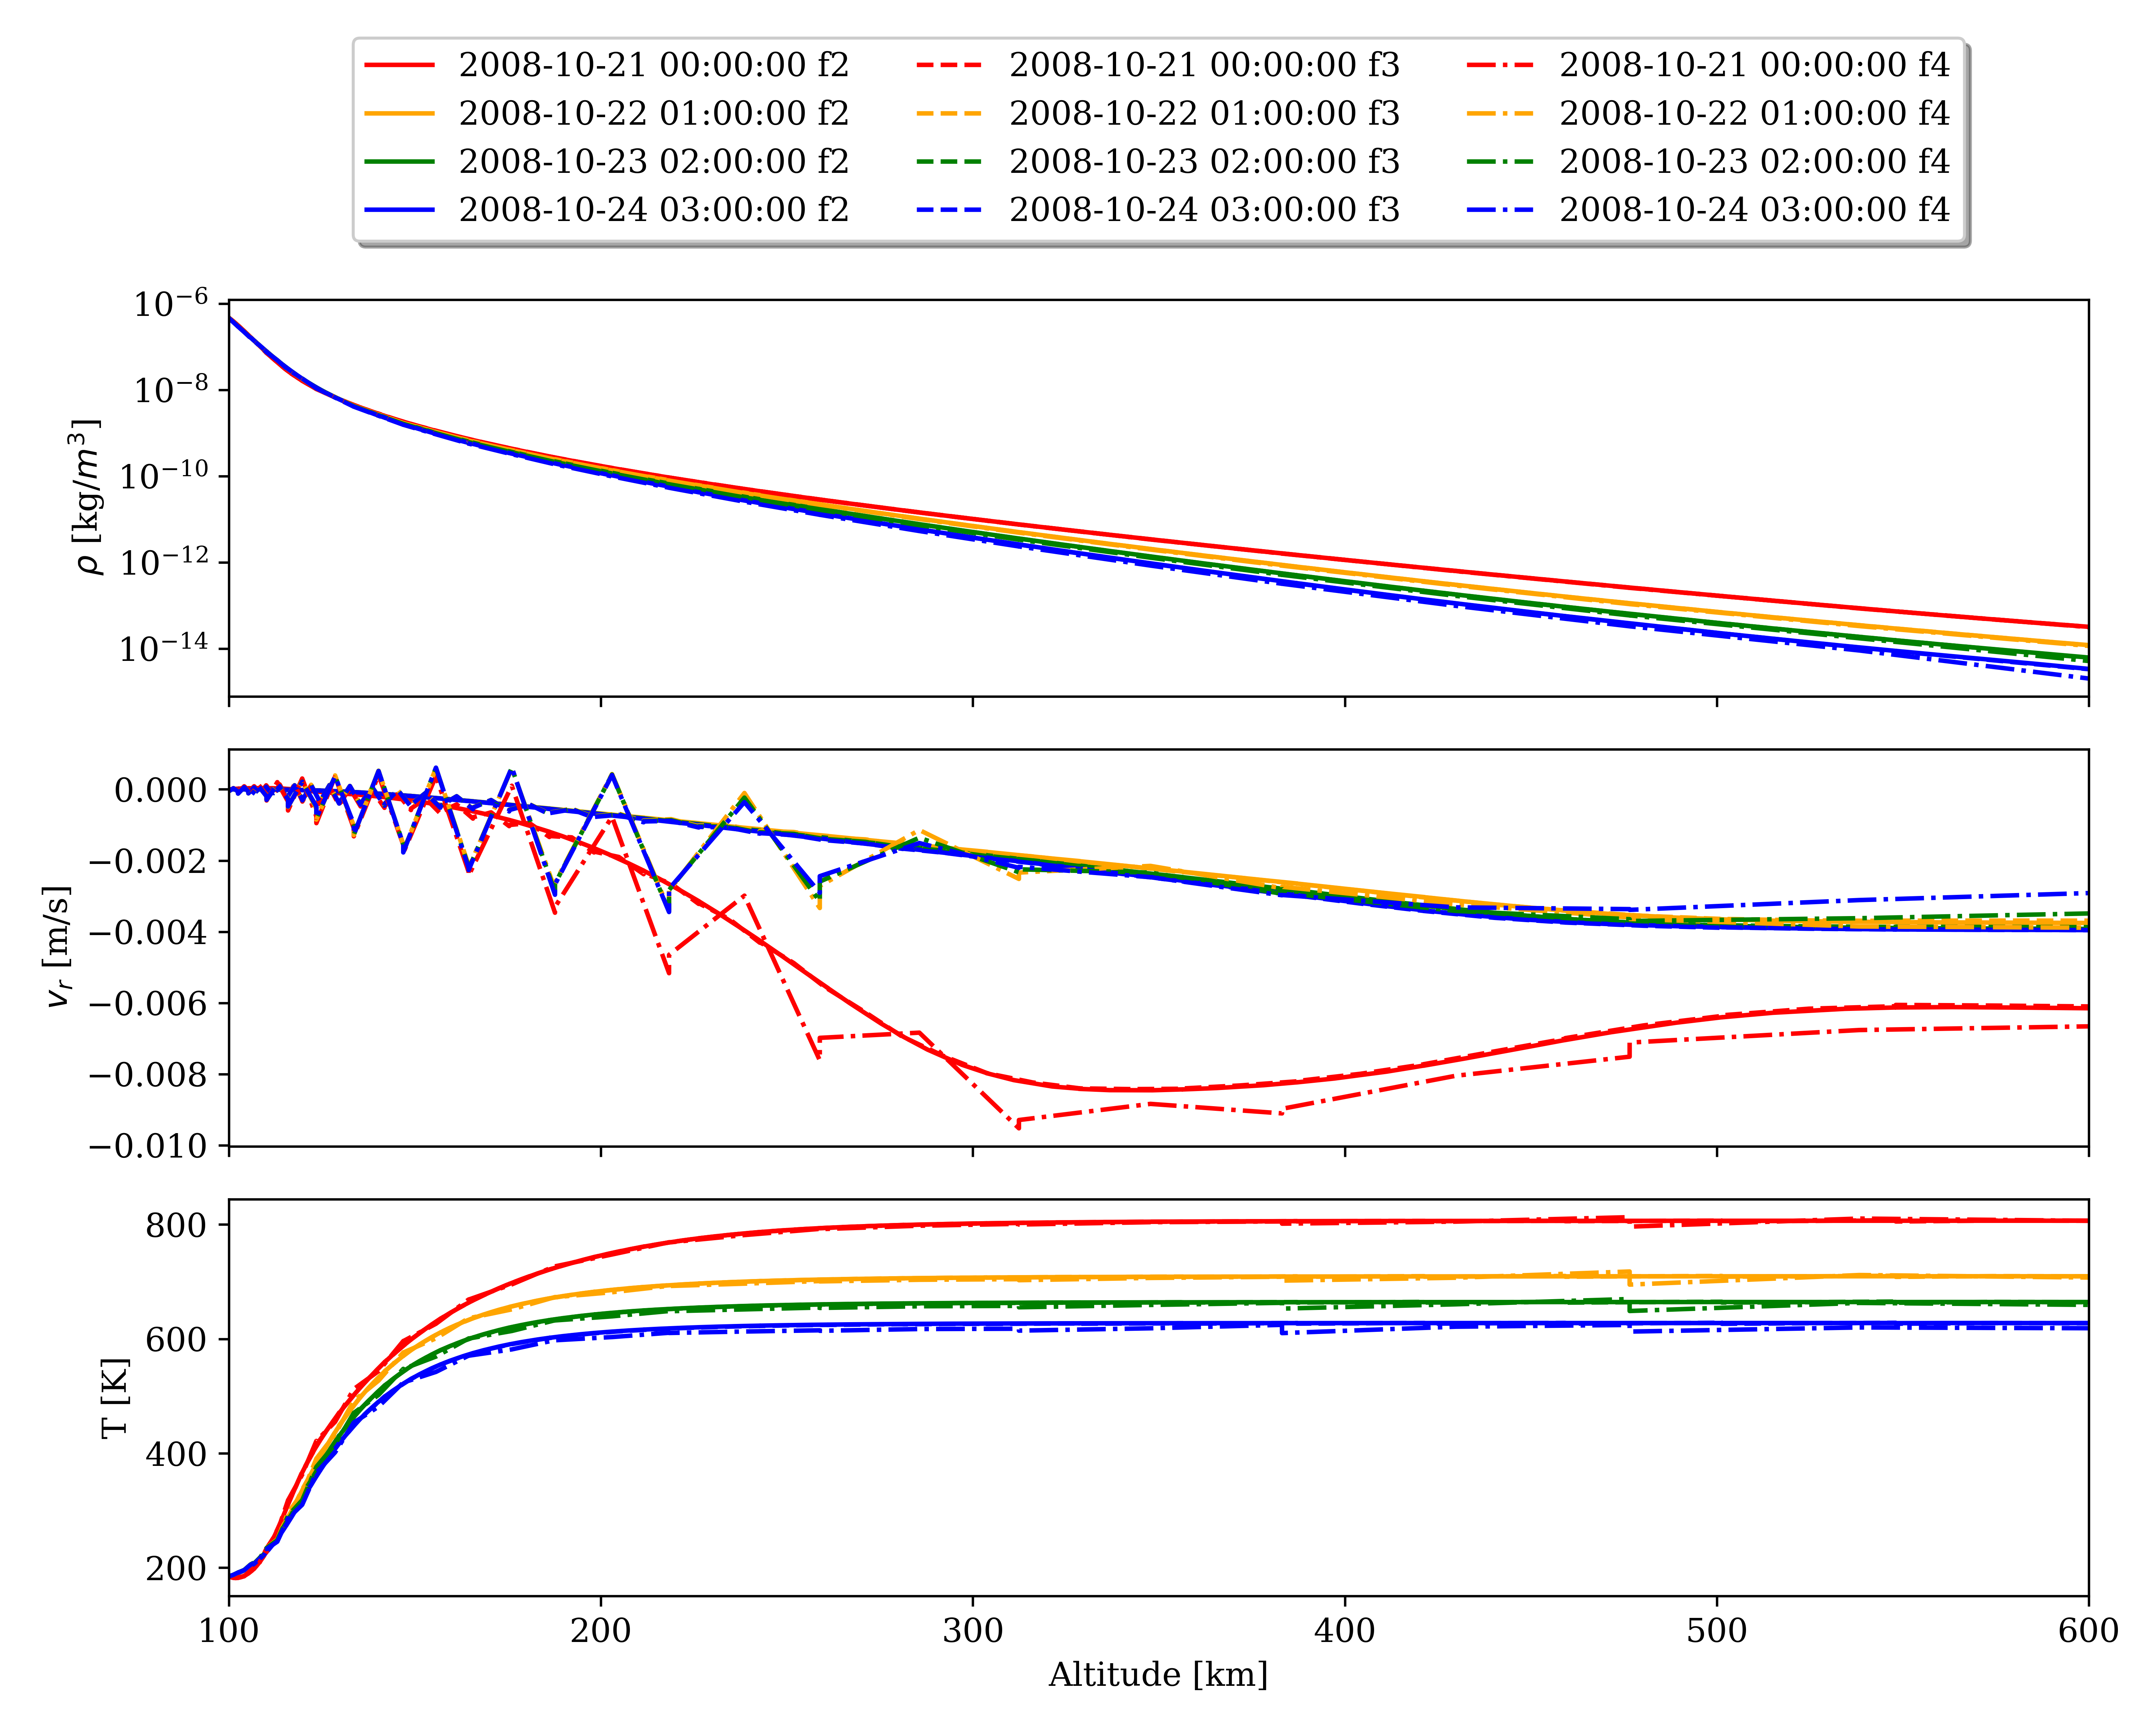 2008-10-21 00:00:00 f2 2008-10-21 00:00:00 f3 2008-10-21 00:00:00 f4
2008-10-22 01:00:00 f2 2008-10-22 01:00:00 f3 2008-10-22 01:00:00 f4
2008-10-23 02:00:00 f2 2008-10-23 02:00:00 f3 2008-10-23 02:00:00 f4
2008-10-24 03:00:00 f2 2008-10-24 03:00:00 f3 2008-10-24 03:00:00 f4
10⁻⁶
10⁻⁸
10⁻¹⁰
10⁻¹²
10⁻¹⁴
ρ [kg/m³]
0.000
−0.002
−0.004
−0.006
−0.008
−0.010
vᵣ [m/s]
800
600
400
200
T [K]
100 200 300 400 500 600
Altitude [km]